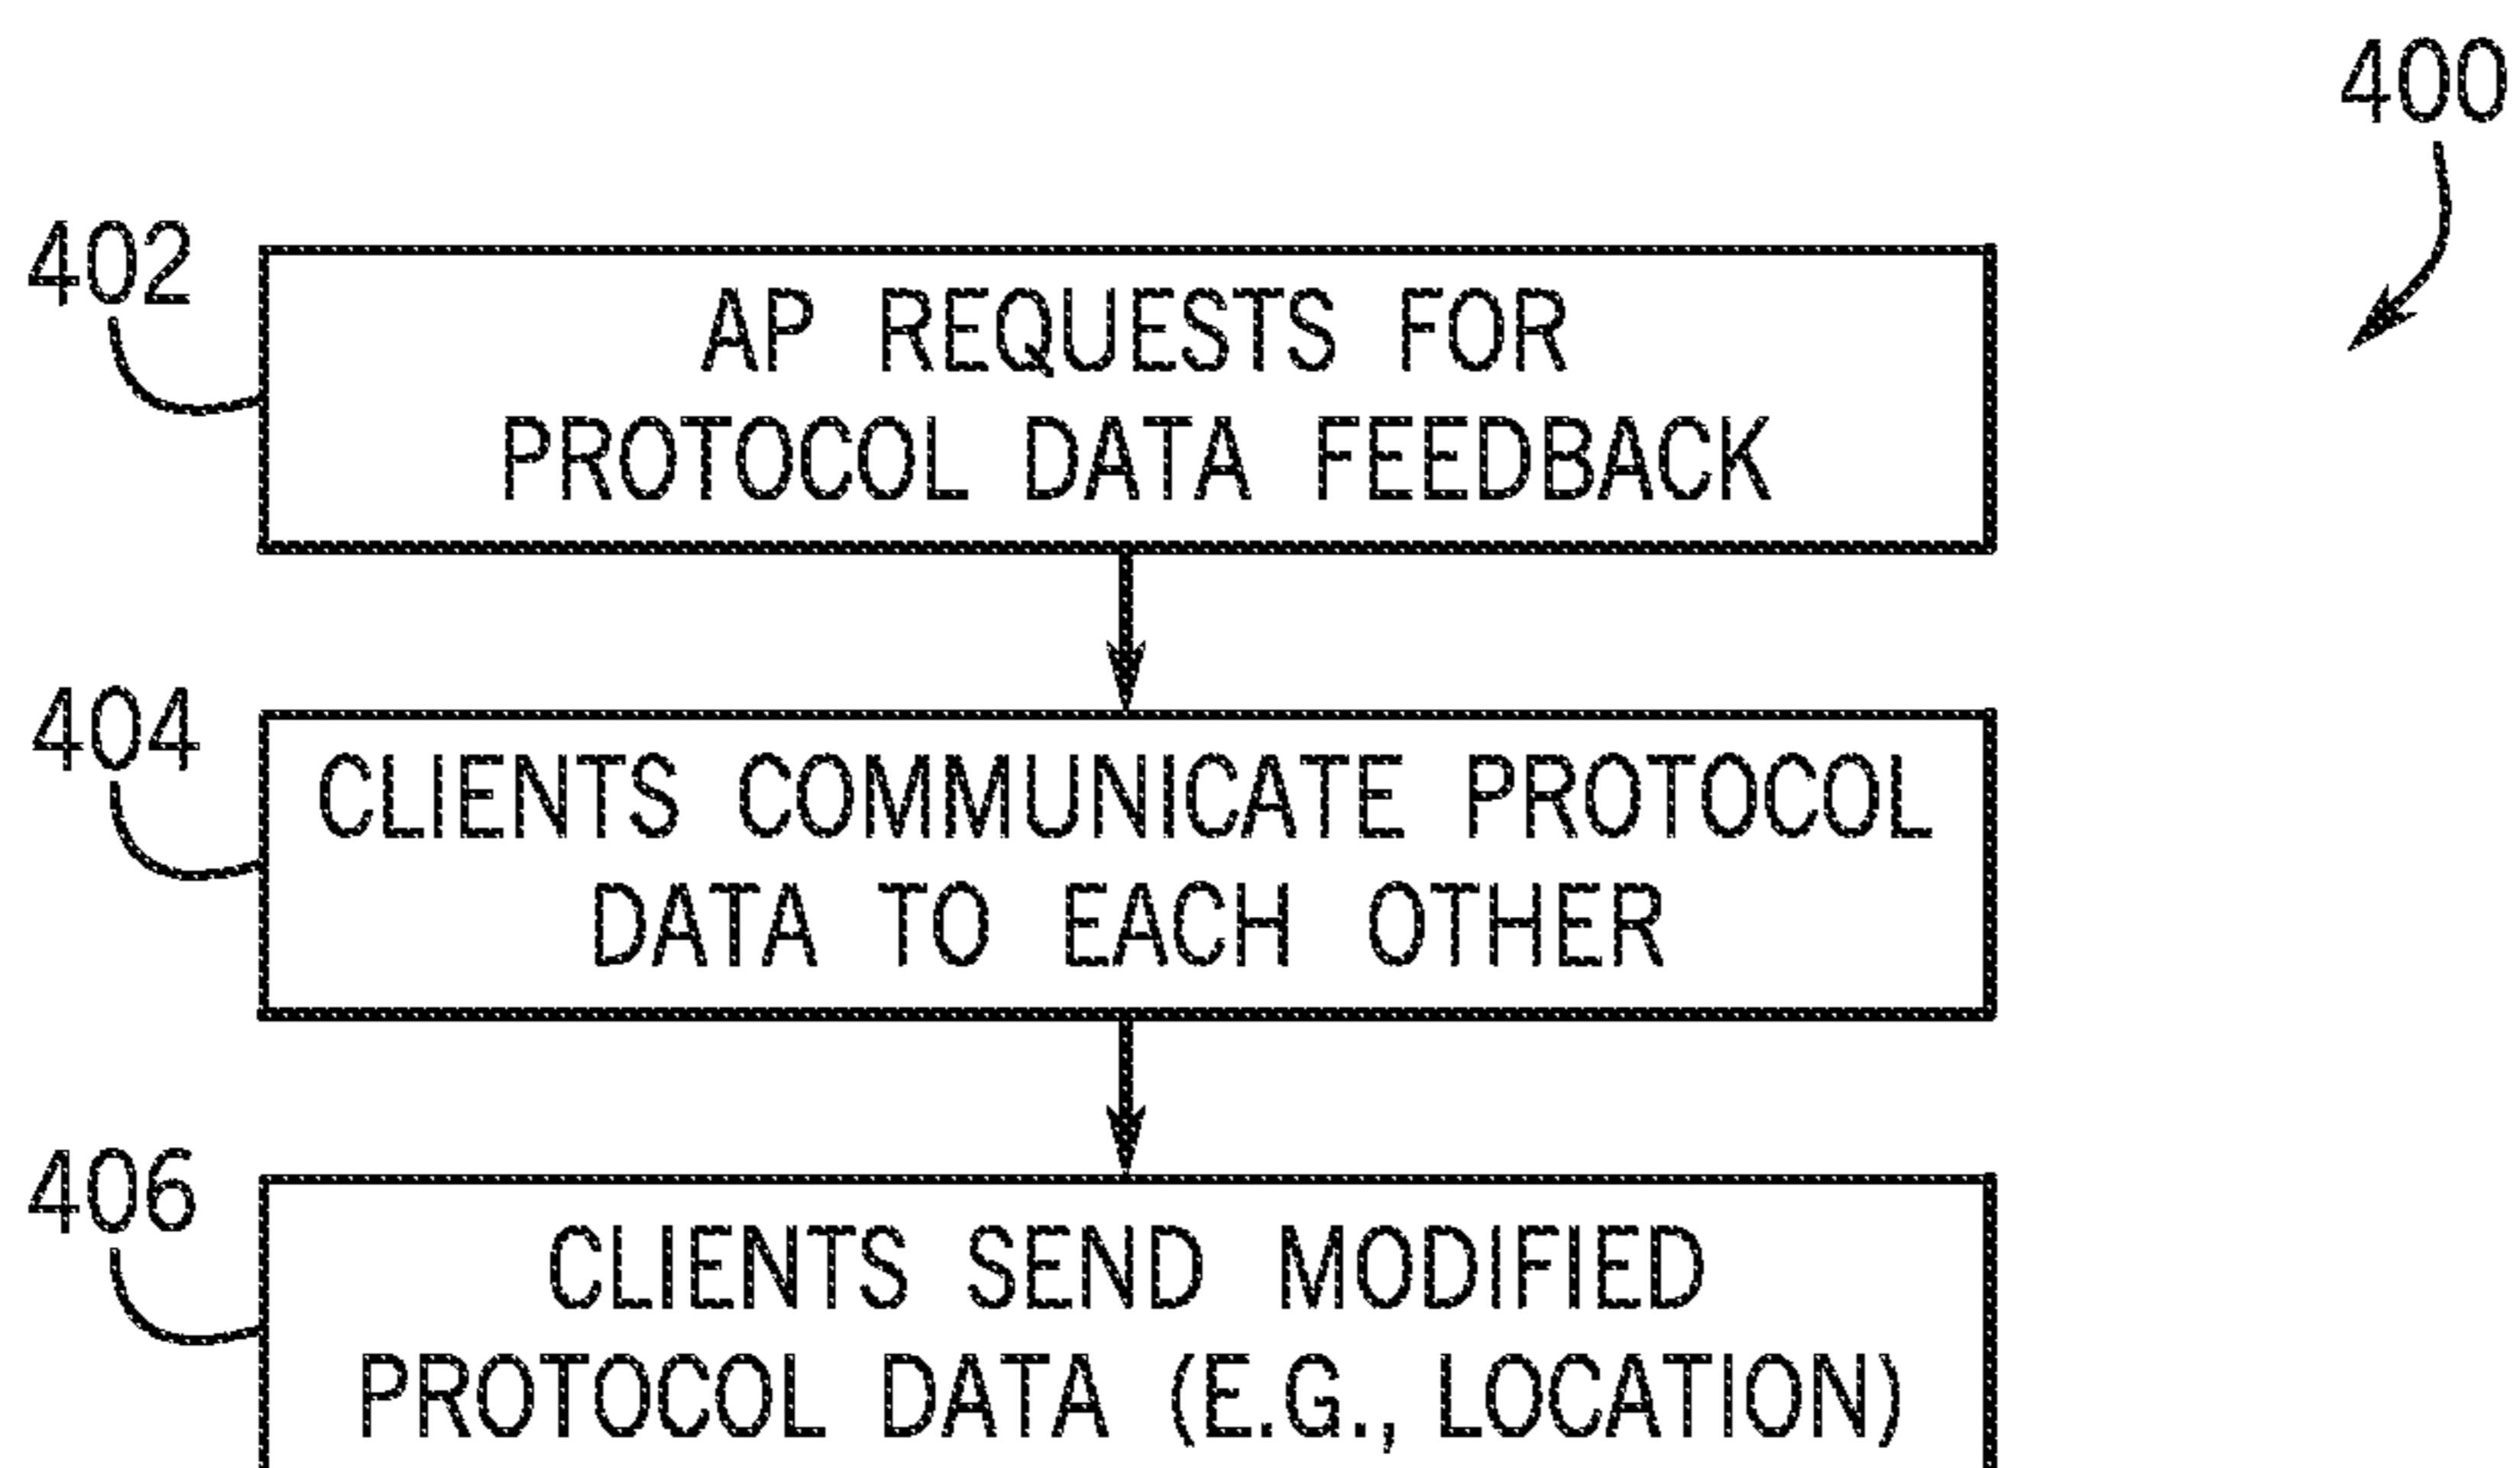 400
402
AP REQUESTS FOR
PROTOCOL DATA FEEDBACK
404
CLIENTS COMMUNICATE PROTOCOL
DATA TO EACH OTHER
406
CLIENTS SEND MODIFIED
PROTOCOL DATA (E.G., LOCATION)